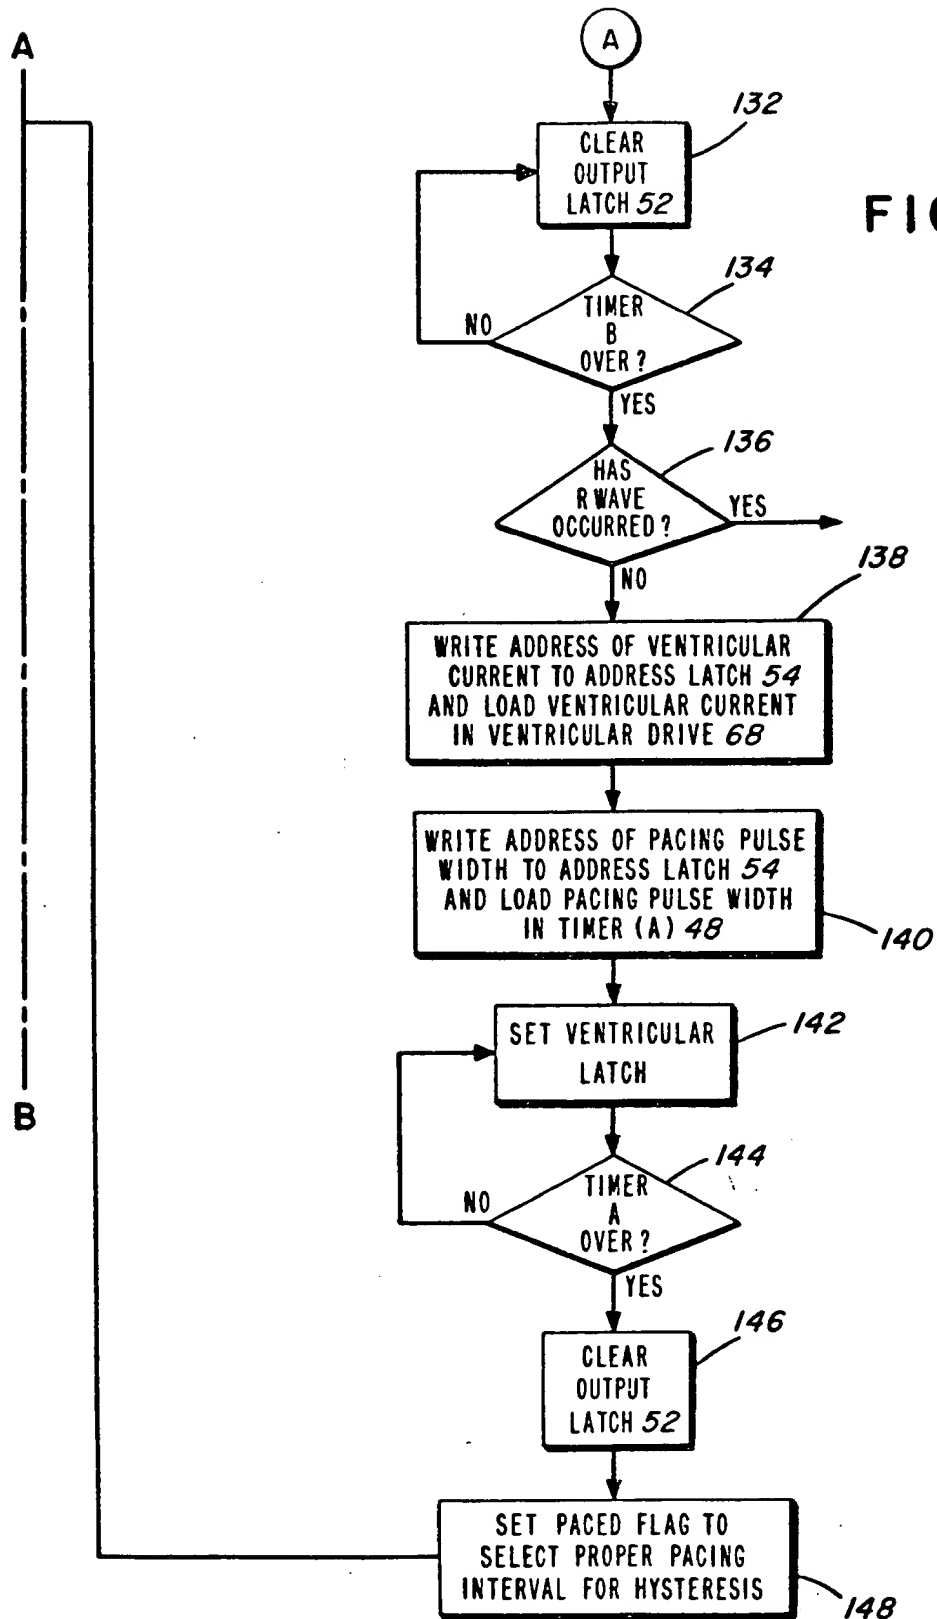 A
A
132
CLEAR
OUTPUT
LATCH 52
FIG
134
TIMER
B
OVER?
NO
YES
136
HAS
R WAVE
OCCURRED?
YES
NO
138
WRITE ADDRESS OF VENTRICULAR
CURRENT TO ADDRESS LATCH 54
AND LOAD VENTRICULAR CURRENT
IN VENTRICULAR DRIVE 68
WRITE ADDRESS OF PACING PULSE
WIDTH TO ADDRESS LATCH 54
AND LOAD PACING PULSE WIDTH
IN TIMER (A) 48
140
SET VENTRICULAR
LATCH
142
B
144
TIMER
A
OVER?
NO
YES
146
CLEAR
OUTPUT
LATCH 52
SET PACED FLAG TO
SELECT PROPER PACING
INTERVAL FOR HYSTERESIS
148